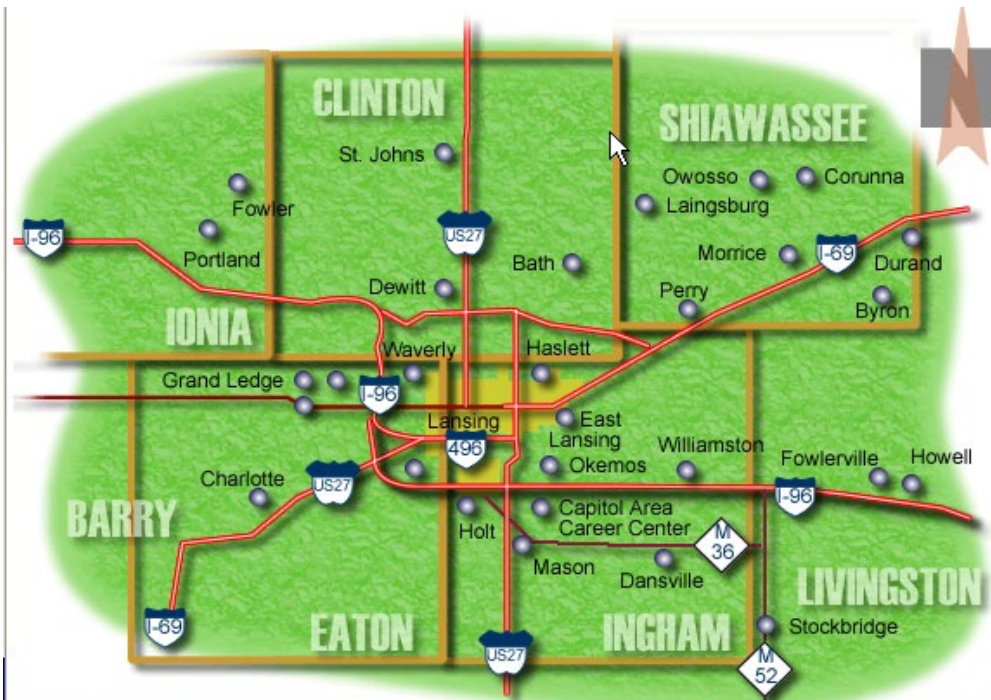 CLINTON
SHIAWASSEE
St. Johns
Owosso
Corunna
Fowler
Laingsburg
I-96
US27
Portland
Bath
Morrice
I-69
Durand
Dewitt
Perry
Byron
IONIA
Waverly
Haslett
Grand Ledge
I-96
Lansing
East
Lansing
496
Williamston
Okemos
Fowlerville
Howell
Charlotte
US27
I-96
BARRY
Holt
Capitol Area
Career Center
M
36
Mason
Dansville
LIVINGSTON
I-69
EATON
INGHAM
Stockbridge
US27
M
52